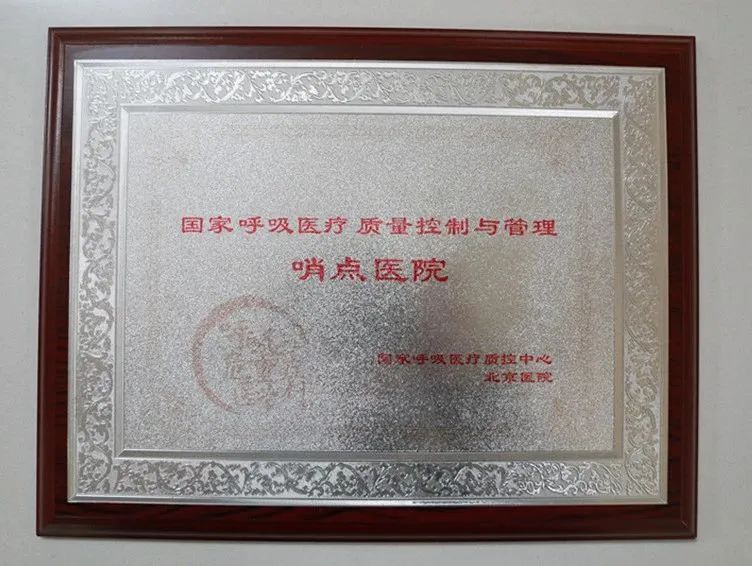 国家呼吸医疗 质量控制与管理
哨点医院
国家呼吸医疗质控中心
北京医院